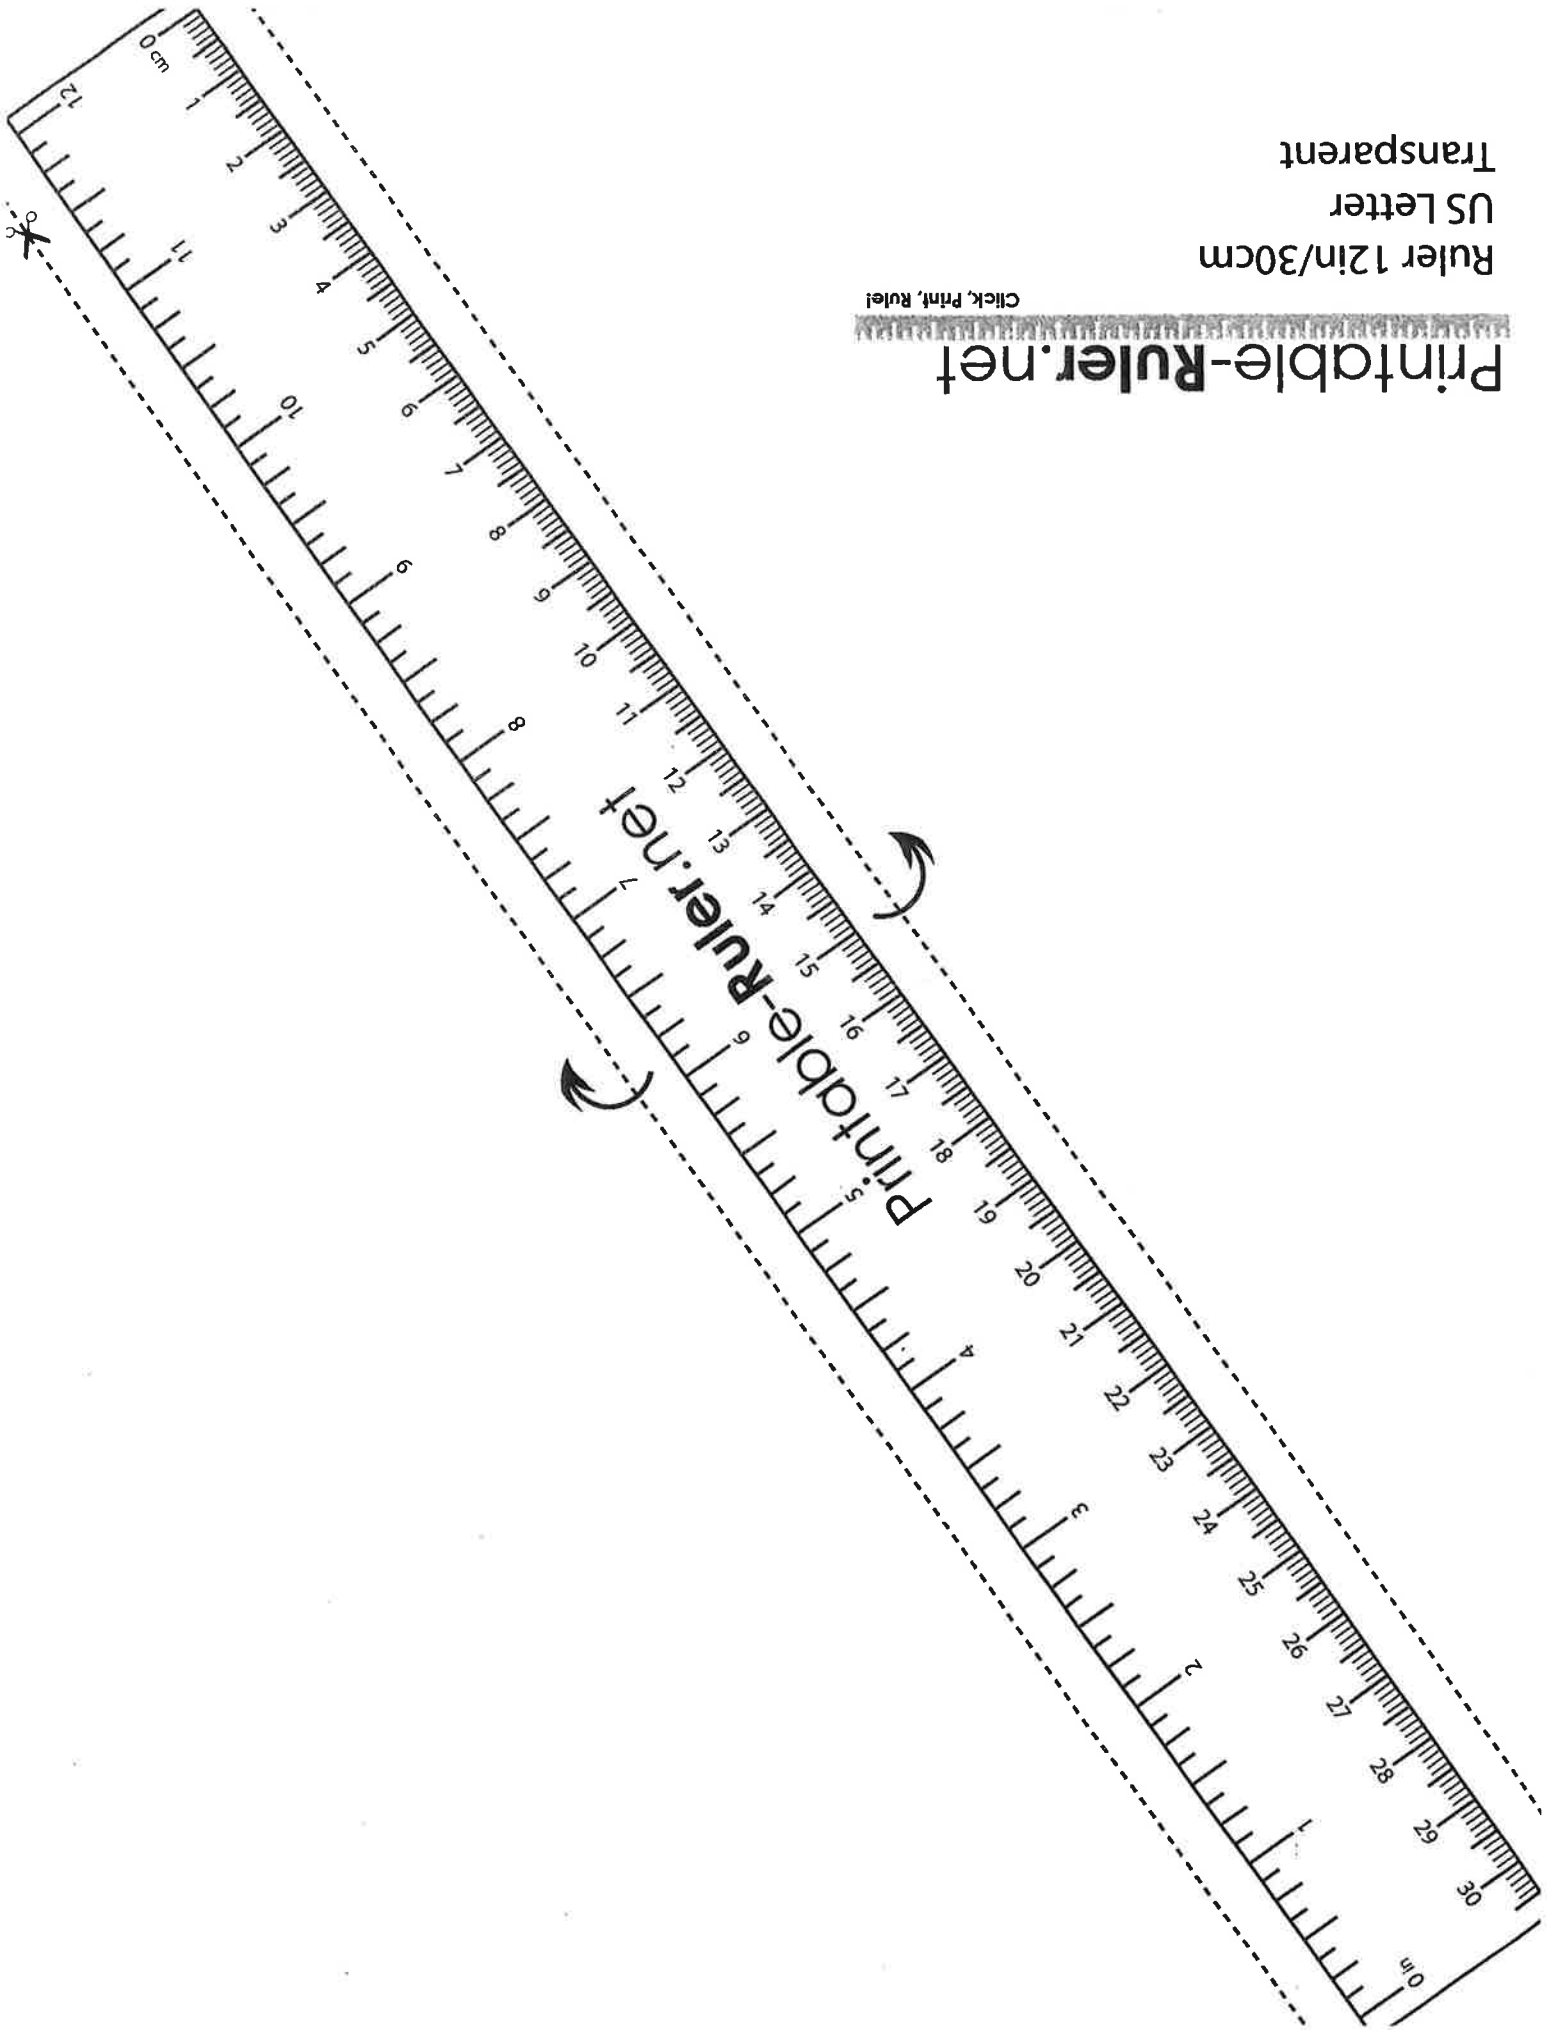 Printable-Ruler.net
Click, Print, Rule!
Ruler 12in/30cm
US Letter
Transparent
0 cm 1 2 3 4 5 6 7 8 9 10 11 12 13 14 15 16 17 18 19 20 21 22 23 24 25 26 27 28 29 30
Printable-Ruler.net
0 in 1 2 3 4 5 6 7 8 9 10 11 12